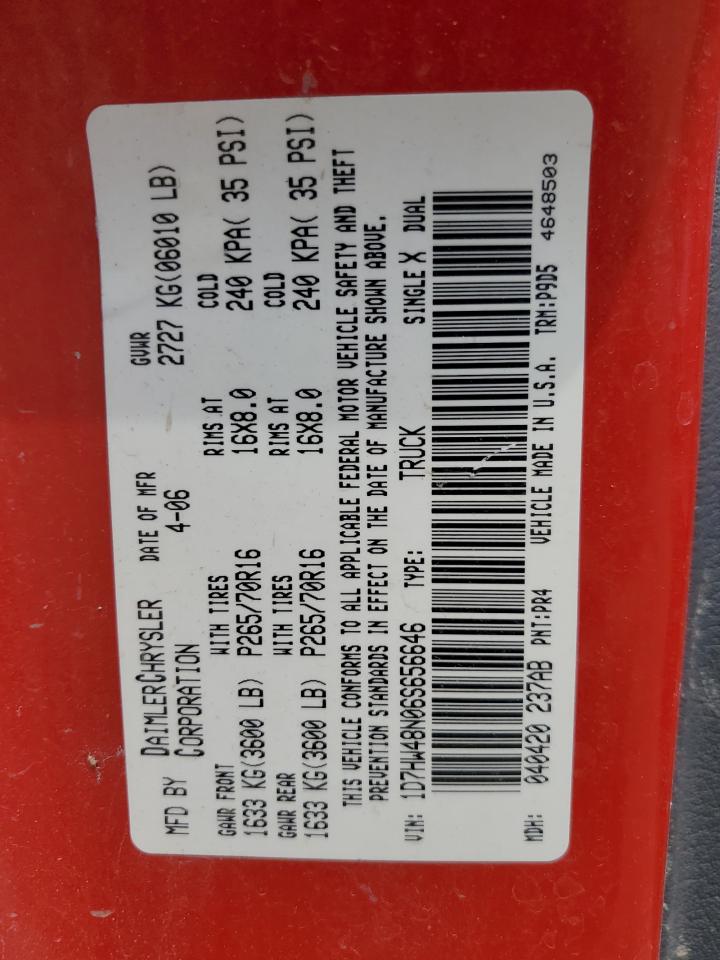 MFD BY DAIMLERCHRYSLER CORPORATION DATE OF MFR 4-06 GVWR 2727 KG(06010 LB)
GAWR FRONT WITH TIRES RIMS AT COLD
1633 KG(3600 LB) P265/70R16 16X8.0 240 KPA( 35 PSI)
GAWR REAR WITH TIRES RIMS AT COLD
1633 KG(3600 LB) P265/70R16 16X8.0 240 KPA( 35 PSI)
THIS VEHICLE CONFORMS TO ALL APPLICABLE FEDERAL MOTOR VEHICLE SAFETY AND THEFT
PREVENTION STANDARDS IN EFFECT ON THE DATE OF MANUFACTURE SHOWN ABOVE.
VIN: 1D7HW48N06S656646 TYPE: TRUCK SINGLE X DUAL
MDH: 040420 237AB PNT:PR4 VEHICLE MADE IN U.S.A. TRM:P9D5 4648503